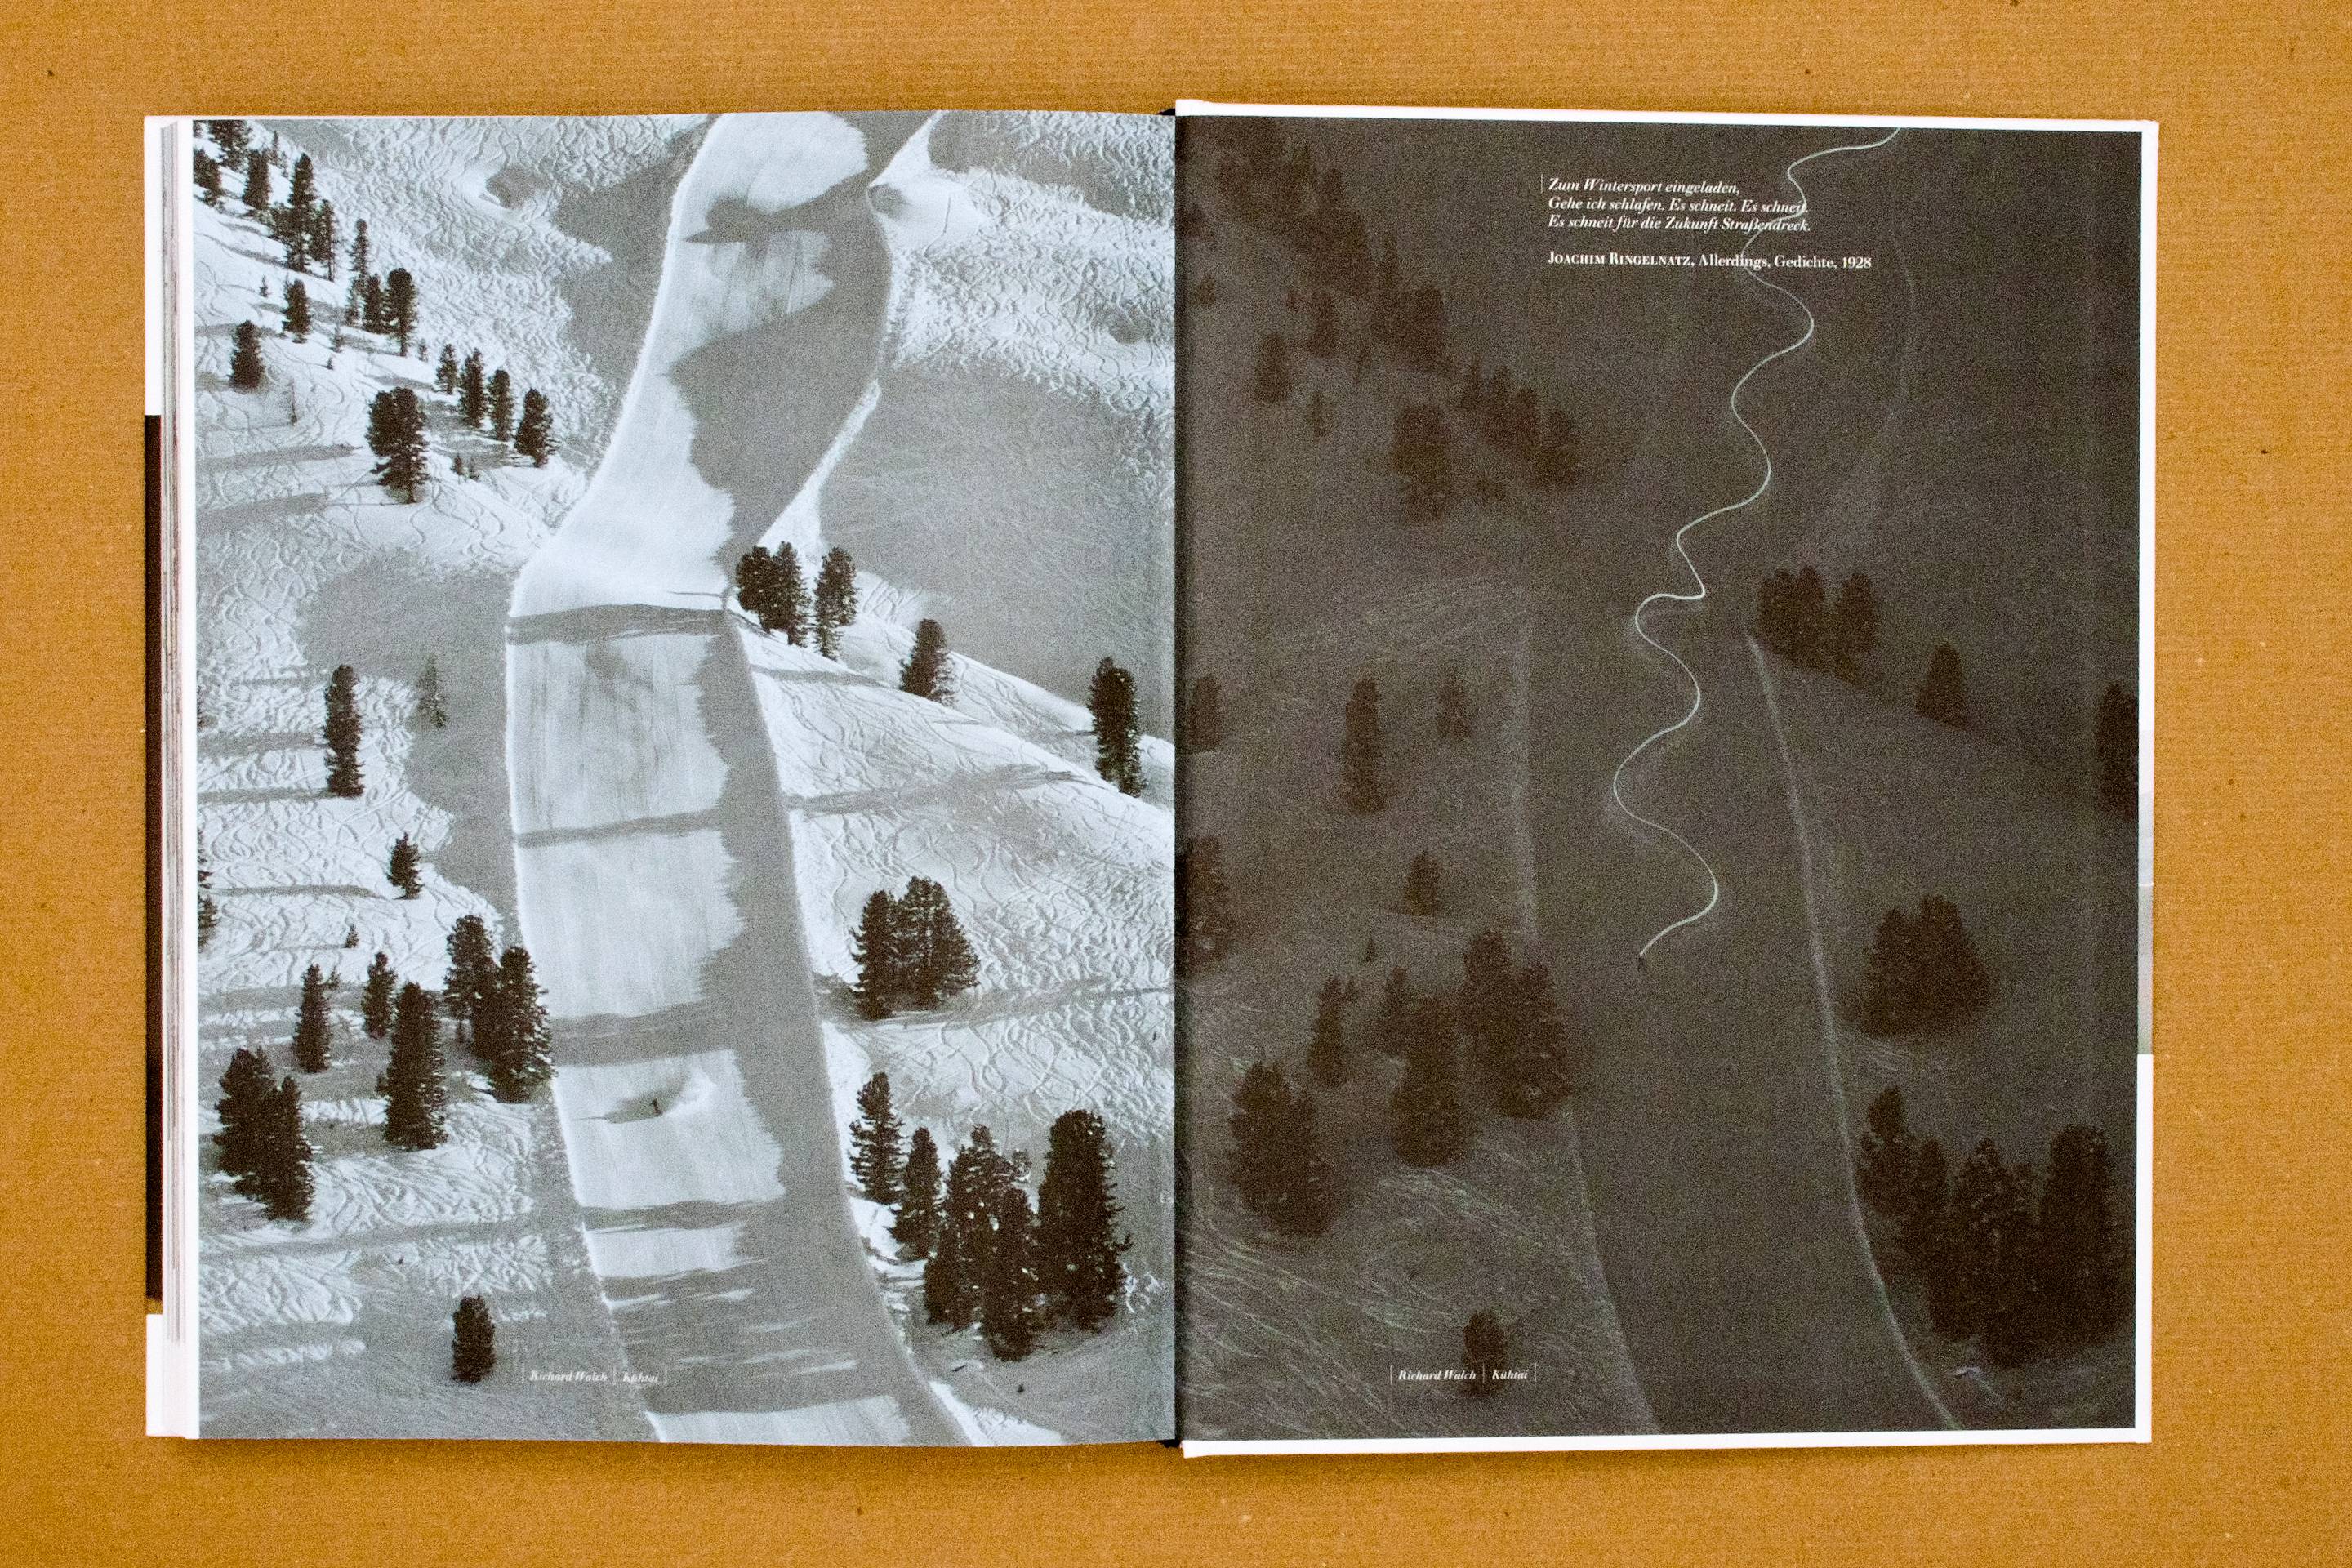 Zum Wintersport eingeladen,
Gehe ich schlafen. Es schneit. Es schneit.
Es schneit für die Zukunft Straßendreck.
JOACHIM RINGELNATZ, Allerdings, Gedichte, 1928
Richard Walch | Kühtai
Richard Walch | Kühtai